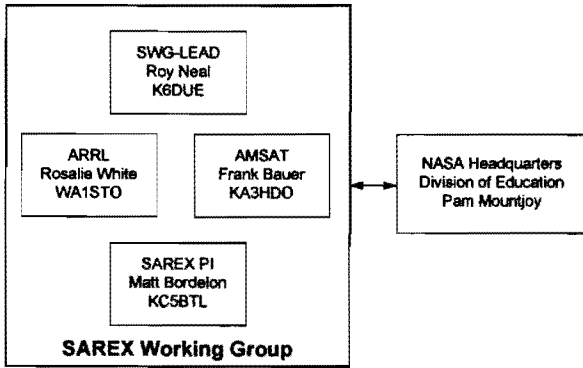 SWG-LEAD
Roy Neal
K6DUE
ARRL
Rosalie White
WA1STO
AMSAT
Frank Bauer
KA3HDO
NASA Headquarters
Division of Education
Pam Mountjoy
SAREX PI
Matt Bordelon
KC5BTL
SAREX Working Group